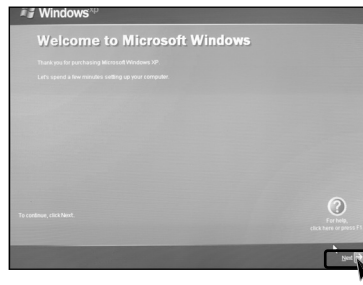 Windows xp
Welcome to Microsoft Windows
Thank you for purchasing Microsoft Windows XP.
Let's spend a few minutes setting up your computer.
To continue, click Next.
For help,
click here or press F1
Next